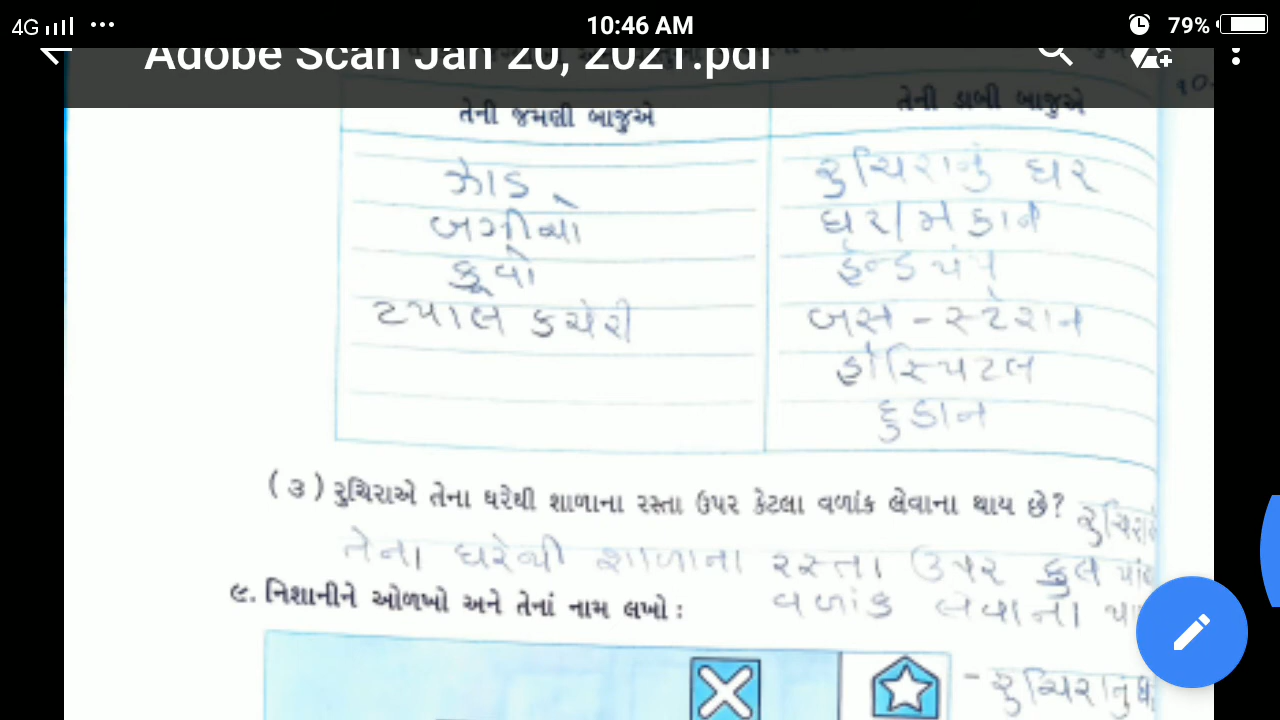 4G ... 10:46 AM 79%
Adobe Scan Jan 20, 2021.pdf
તેની જમણી બાજુએ તેની ડાબી બાજુએ
ઝાડ રુચિરાનું ઘર
બગીચો ઘર/મકાન
કૂવો હેન્ડપંપ
ટપાલ કચેરી બસ - સ્ટેશન
હોસ્પિટલ
દુકાન
(૩) રુચિરાએ તેના ઘરેથી શાળાના રસ્તા ઉપર કેટલા વળાંક લેવાના થાય છે?
તેના ઘરેથી શાળાના રસ્તા ઉપર કુલ
૯. નિશાનીને ઓળખો અને તેનાં નામ લખો : વળાંક લેવાના
- રુચિરાનું